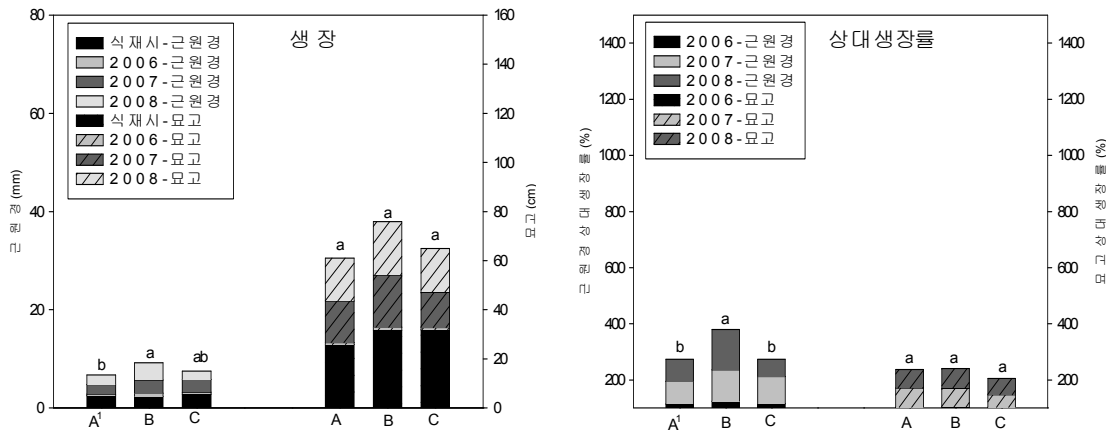 생 장
식재시-근원경
2006-근원경
2007-근원경
2008-근원경
식재시-묘고
2006-묘고
2007-묘고
2008-묘고
근원경 (mm)
80
60
40
20
0
묘고 (cm)
160
140
120
100
80
60
40
20
0
b a ab a a a
A¹ B C A B C
상대생장률
2006-근원경
2007-근원경
2008-근원경
2006-묘고
2007-묘고
2008-묘고
근원경상대생장률 (%)
1400
1200
1000
800
600
400
200
묘고상대생장률 (%)
1400
1200
1000
800
600
400
200
b a b a a a
A¹ B C A B C